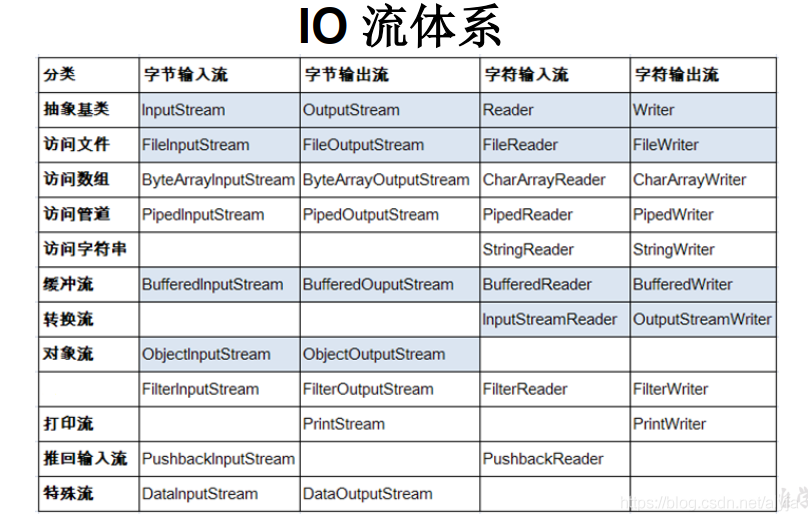 IO 流体系
分类 字节输入流 字节输出流 字符输入流 字符输出流
抽象基类 InputStream OutputStream Reader Writer
访问文件 FileInputStream FileOutputStream FileReader FileWriter
访问数组 ByteArrayInputStream ByteArrayOutputStream CharArrayReader CharArrayWriter
访问管道 PipedInputStream PipedOutputStream PipedReader PipedWriter
访问字符串 StringReader StringWriter
缓冲流 BufferedInputStream BufferedOuputStream BufferedReader BufferedWriter
转换流 InputStreamReader OutputStreamWriter
对象流 ObjectInputStream ObjectOutputStream
FilterInputStream FilterOutputStream FilterReader FilterWriter
打印流 PrintStream PrintWriter
推回输入流 PushbackInputStream PushbackReader
特殊流 DataInputStream DataOutputStream